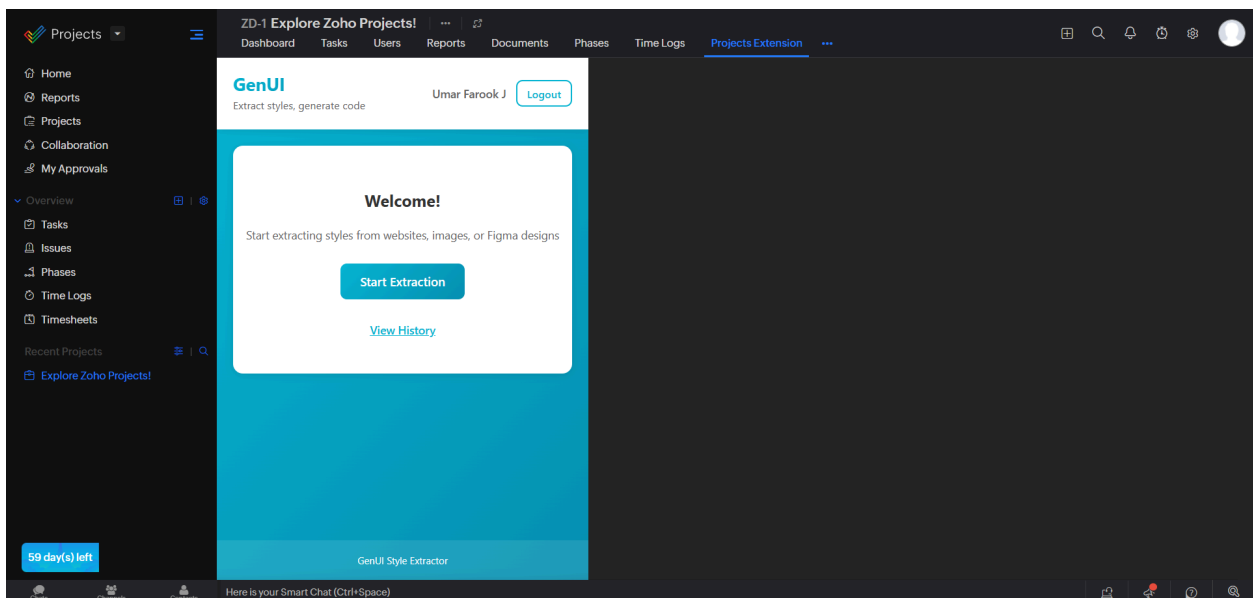 Projects
ZD-1 Explore Zoho Projects!
Dashboard Tasks Users Reports Documents Phases Time Logs Projects Extension
Home
Reports
Projects
Collaboration
My Approvals
Overview
Tasks
Issues
Phases
Time Logs
Timesheets
Recent Projects
Explore Zoho Projects!
59 day(s) left
GenUI
Extract styles, generate code
Umar Farook J
Logout
Welcome!
Start extracting styles from websites, images, or Figma designs
Start Extraction
View History
GenUI Style Extractor
Here is your Smart Chat (Ctrl+Space)